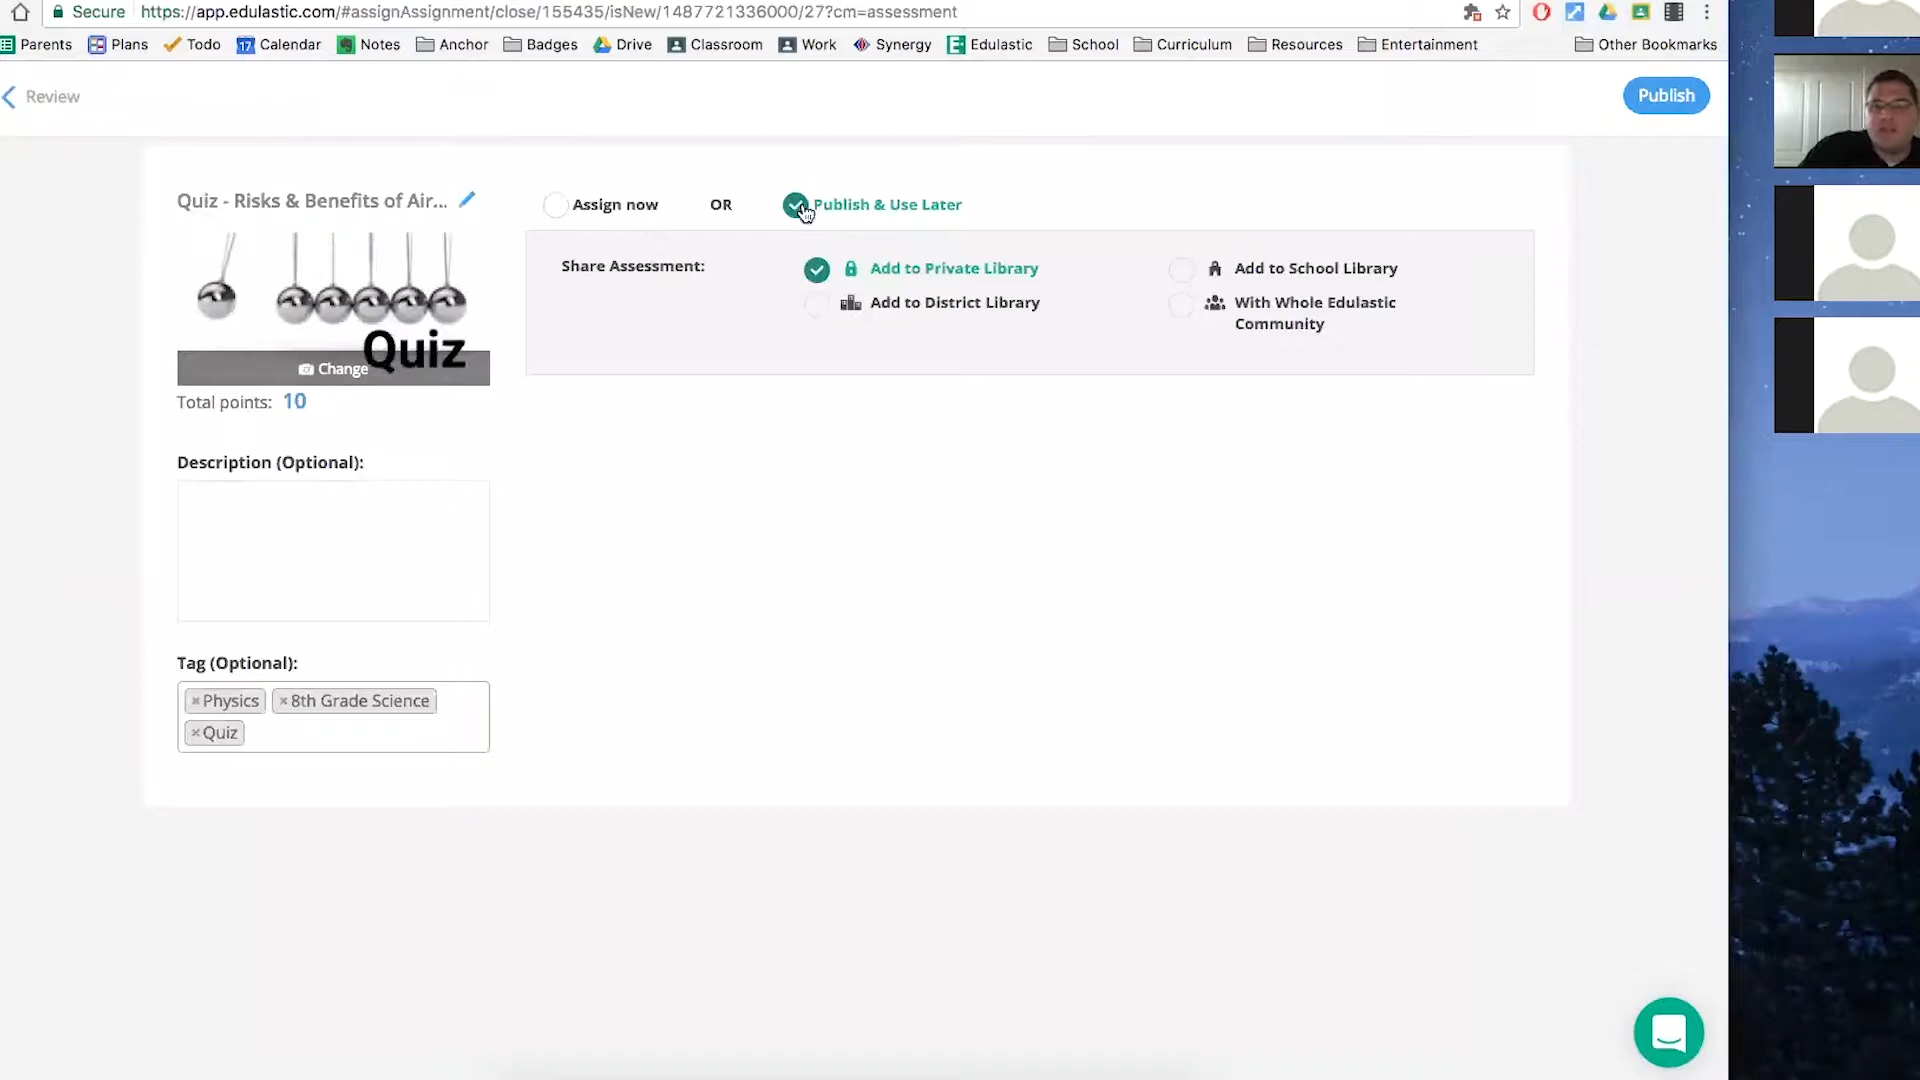 Secure https://app.edulastic.com/#assignAssignment/close/155435/isNew/1487721336000/27?cm=assessment
Parents Plans Todo 17 Calendar Notes Anchor Badges Drive Classroom Work Synergy E Edulastic School Curriculum Resources Entertainment Other Bookmarks
Review
Publish
Quiz - Risks & Benefits of Air...
Assign now OR Publish & Use Later
Share Assessment: Add to Private Library Add to School Library
Add to District Library With Whole Edulastic
Community
Quiz
Change
Total points: 10
Description (Optional):
Tag (Optional):
×Physics ×8th Grade Science
×Quiz